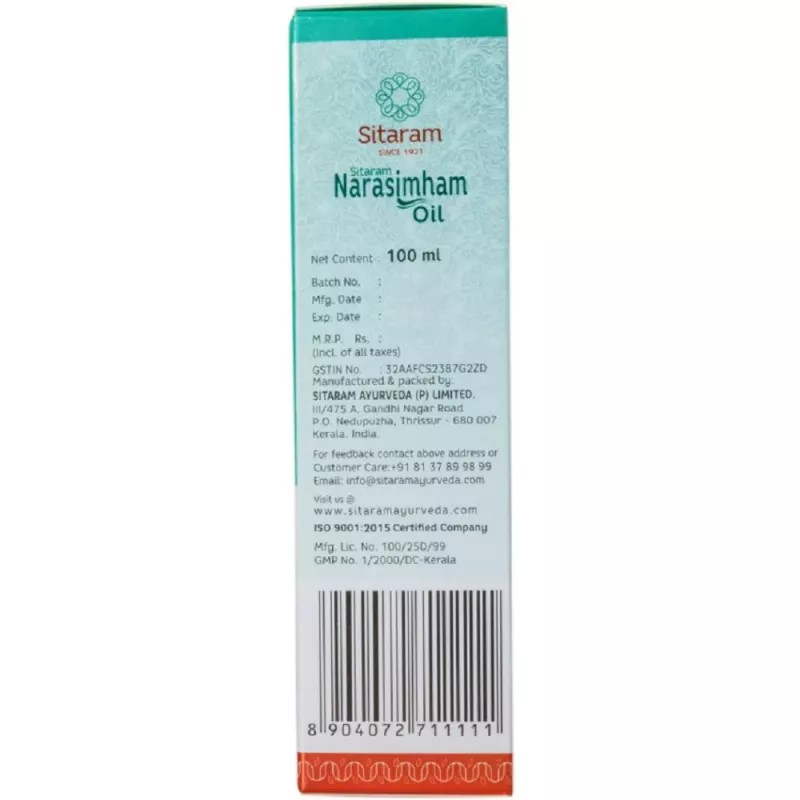 Sitaram
SINCE 1921
Sitaram
Narasimham
Oil
Net Content : 100 ml
Batch No. :
Mfg. Date :
Exp. Date :
M.R.P. Rs. :
(Incl. of all taxes)
GSTIN No. : 32AAFCS2387G2ZD
Manufactured & packed by:
SITARAM AYURVEDA (P) LIMITED.
III/475 A, Gandhi Nagar Road
P.O. Nedupuzha, Thrissur - 680 007
Kerala, India.
For feedback contact above address or
Customer Care:+91 81 37 89 98 99
Email: info@sitaramayurveda.com
Visit us @
www.sitaramayurveda.com
ISO 9001:2015 Certified Company
Mfg. Lic. No. 100/25D/99
GMP No. 1/2000/DC-Kerala
8 904072 711111